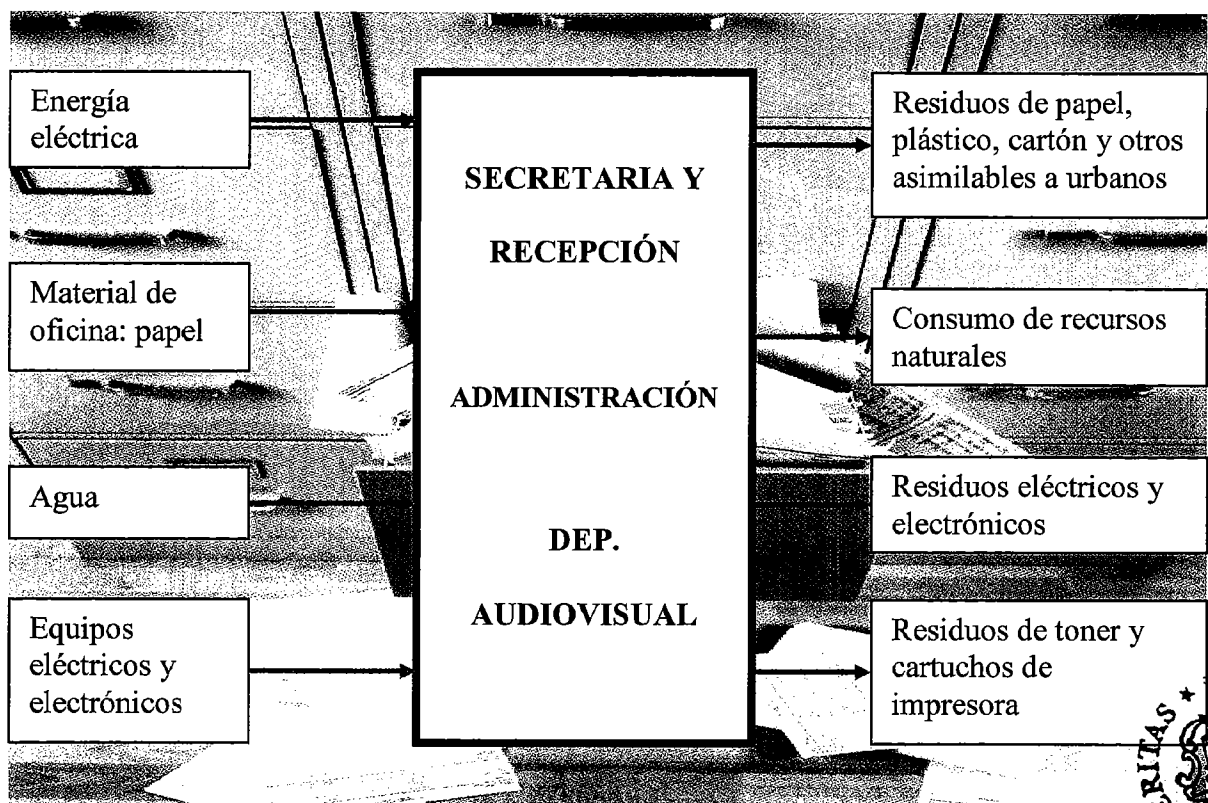 Energía
eléctrica
Material de
oficina: papel
Agua
Equipos
eléctricos y
electrónicos
SECRETARIA Y
RECEPCIÓN
ADMINISTRACIÓN
DEP.
AUDIOVISUAL
Residuos de papel,
plástico, cartón y otros
asimilables a urbanos
Consumo de recursos
naturales
Residuos eléctricos y
electrónicos
Residuos de toner y
cartuchos de
impresora